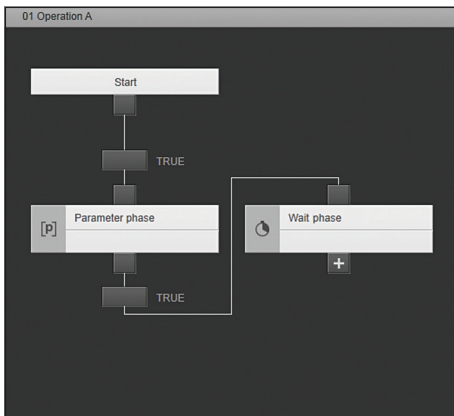 01 Operation A
Start
TRUE
[p] Parameter phase
TRUE
Wait phase
+